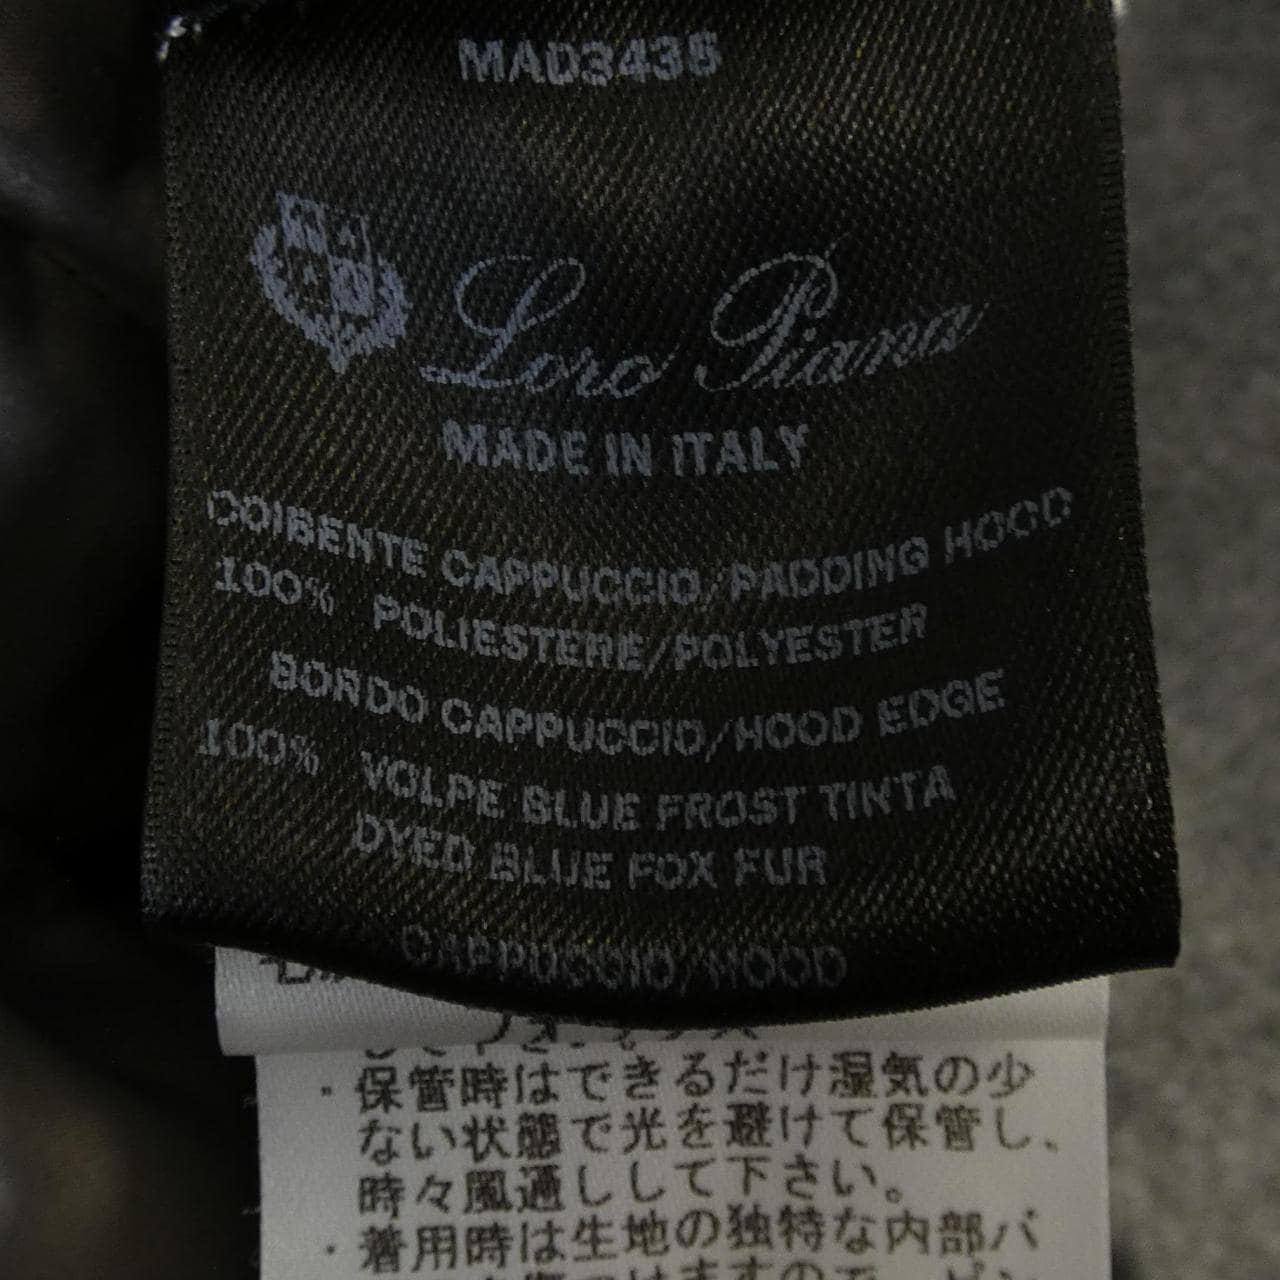 MAD3435
Loro Piana
MADE IN ITALY
COIBENTE CAPPUCCIO/PADDING HOOD
100% POLIESTERE/POLYESTER
BORDO CAPPUCCIO/HOOD EDGE
100% VOLPE BLUE FROST TINTA
DYED BLUE FOX FUR
CAPPUCCIO/HOOD
・保管時はできるだけ湿気の少
ない状態で光を避けて保管し、
時々風通しして下さい。
・着用時は生地の独特な内部バ